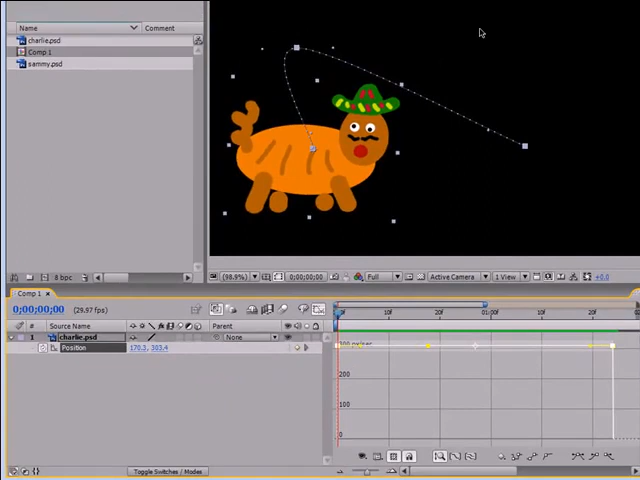 Name Comment
charlie.psd
Comp 1
sammy.psd
8 bpc
(98.9%) 0;00;00;00 Full Active Camera 1 View +0.0
Comp 1 ×
0;00;00;00 (29.97 fps)
# Source Name Parent
1 charlie.psd None
Position 170.3, 303.4
10f 20f 01:00f 10f 20f
200
100
0
Toggle Switches / Modes